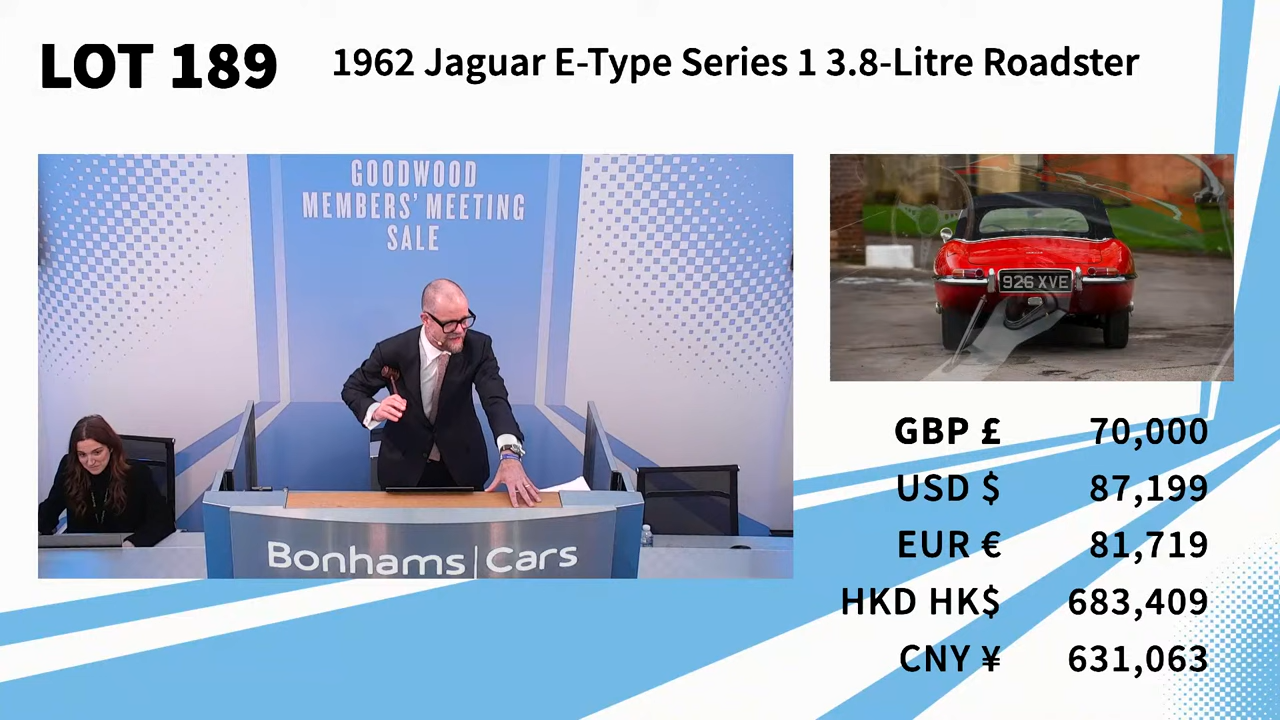 LOT 189
1962 Jaguar E-Type Series 1 3.8-Litre Roadster
GOODWOOD
MEMBERS' MEETING
SALE
Bonhams | Cars
926 XVE
GBP £ 70,000
USD $ 87,199
EUR € 81,719
HKD HK$ 683,409
CNY ¥ 631,063